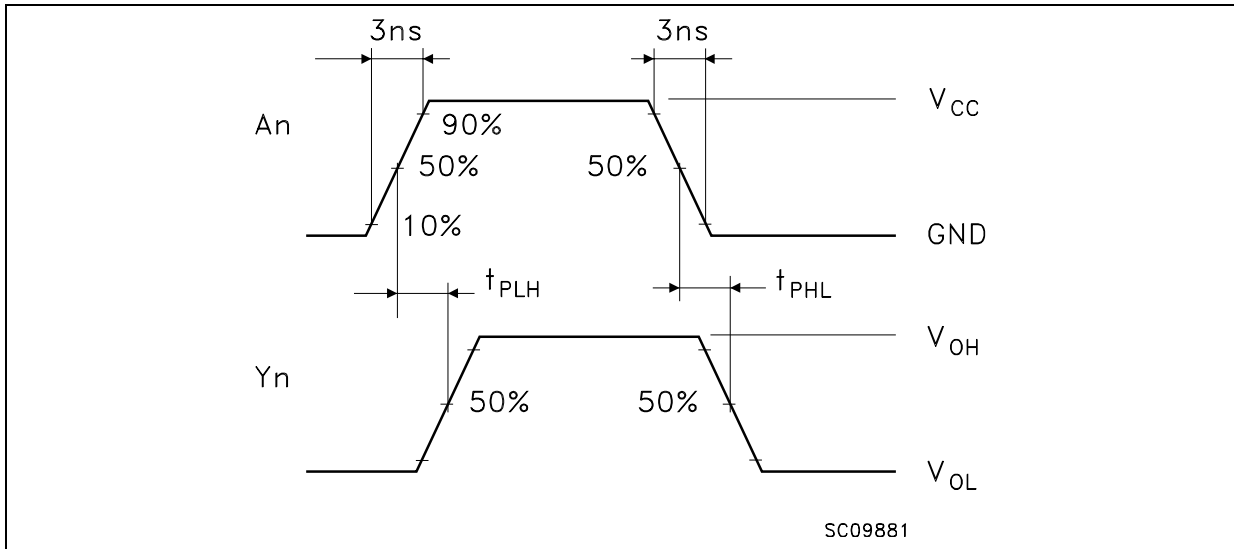 3ns 3ns
V_CC
An
90%
50% 50%
10%
GND
t_PLH t_PHL
V_OH
Yn
50% 50%
V_OL
SC09881